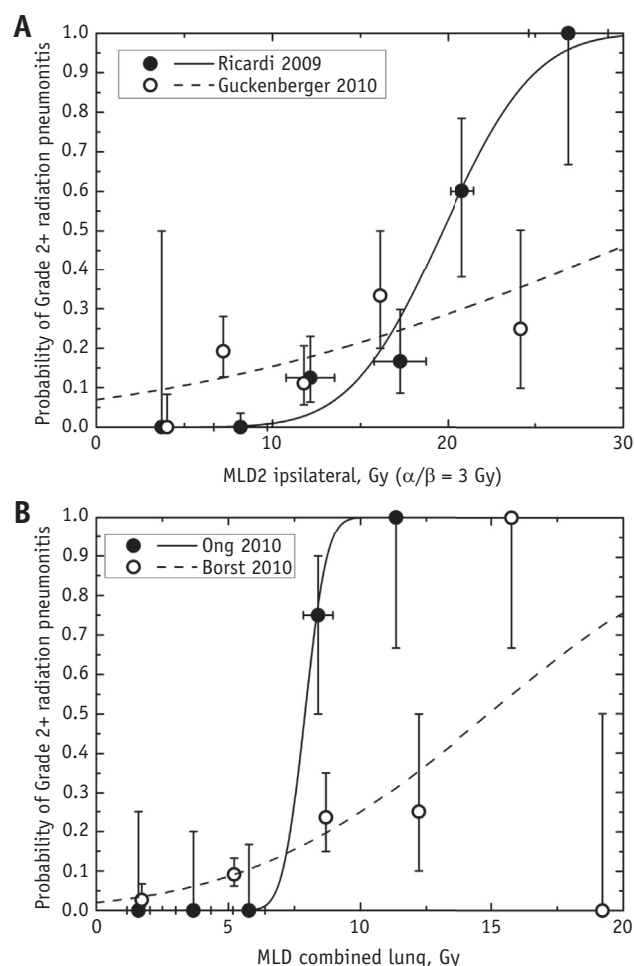 A
1.0
0.9
0.8
0.7
0.6
0.5
0.4
0.3
0.2
0.1
0.0
Probability of Grade 2+ radiation pneumonitis
Ricardi 2009
Guckenberger 2010
0 10 20 30
MLD2 ipsilateral, Gy (α/β = 3 Gy)
B
1.0
0.9
0.8
0.7
0.6
0.5
0.4
0.3
0.2
0.1
0.0
Probability of Grade 2+ radiation pneumonitis
Ong 2010
Borst 2010
0 5 10 15 20
MLD combined lung, Gy